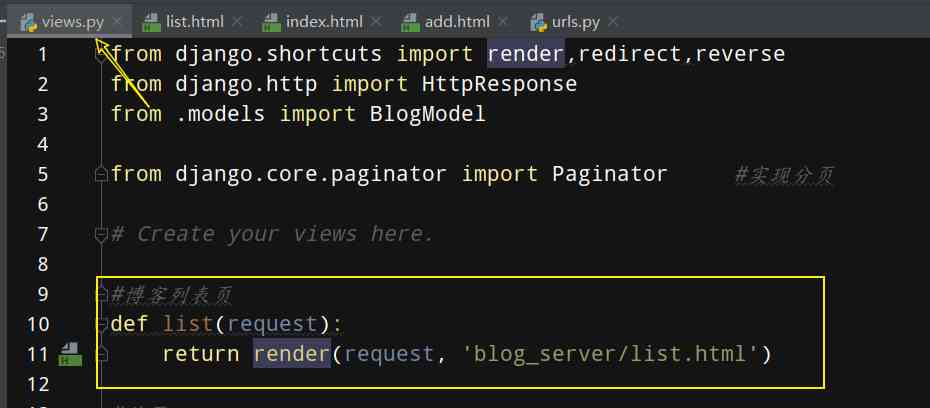 views.py list.html index.html add.html urls.py
1 from django.shortcuts import render,redirect,reverse
2 from django.http import HttpResponse
3 from .models import BlogModel
4
5 from django.core.paginator import Paginator #实现分页
6
7 # Create your views here.
8
9 #博客列表页
10 def list(request):
11 return render(request, 'blog_server/list.html')
12